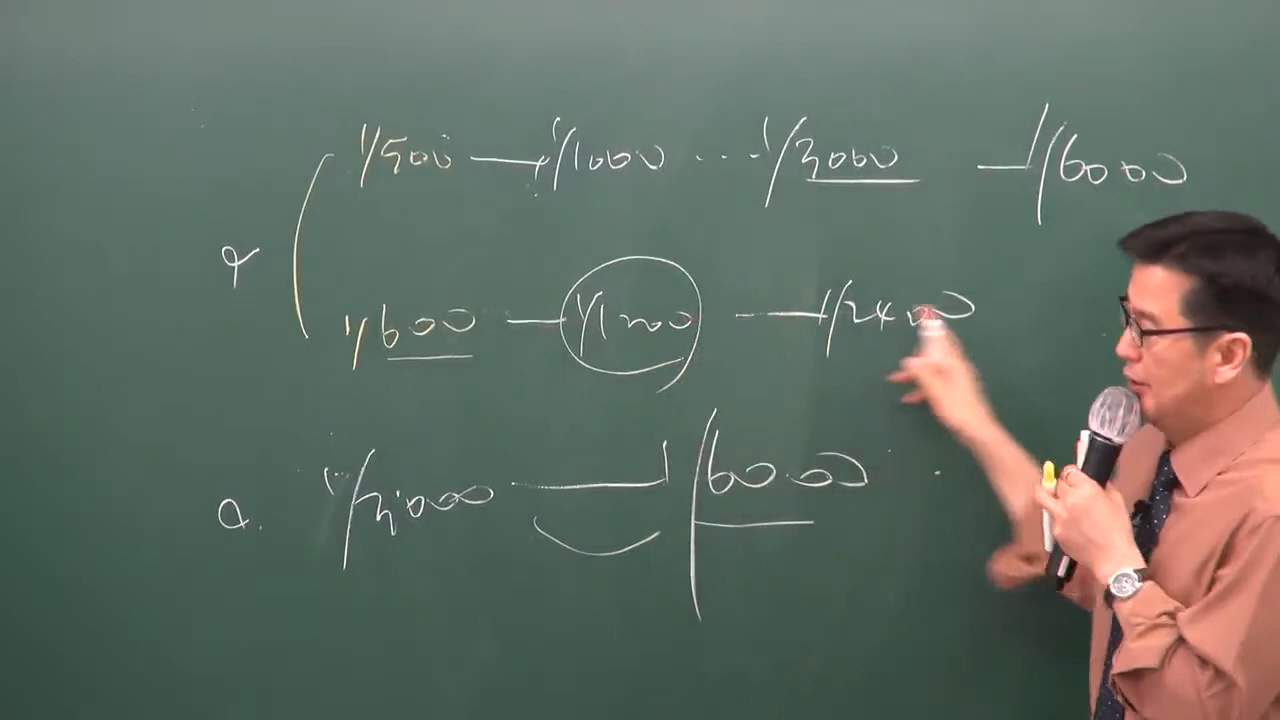 1/500 — 1/1000 ... 1/3000 — 1/6000
1/600 — 1/1200 — 1/2400
a. 1/3000 — 1/6000